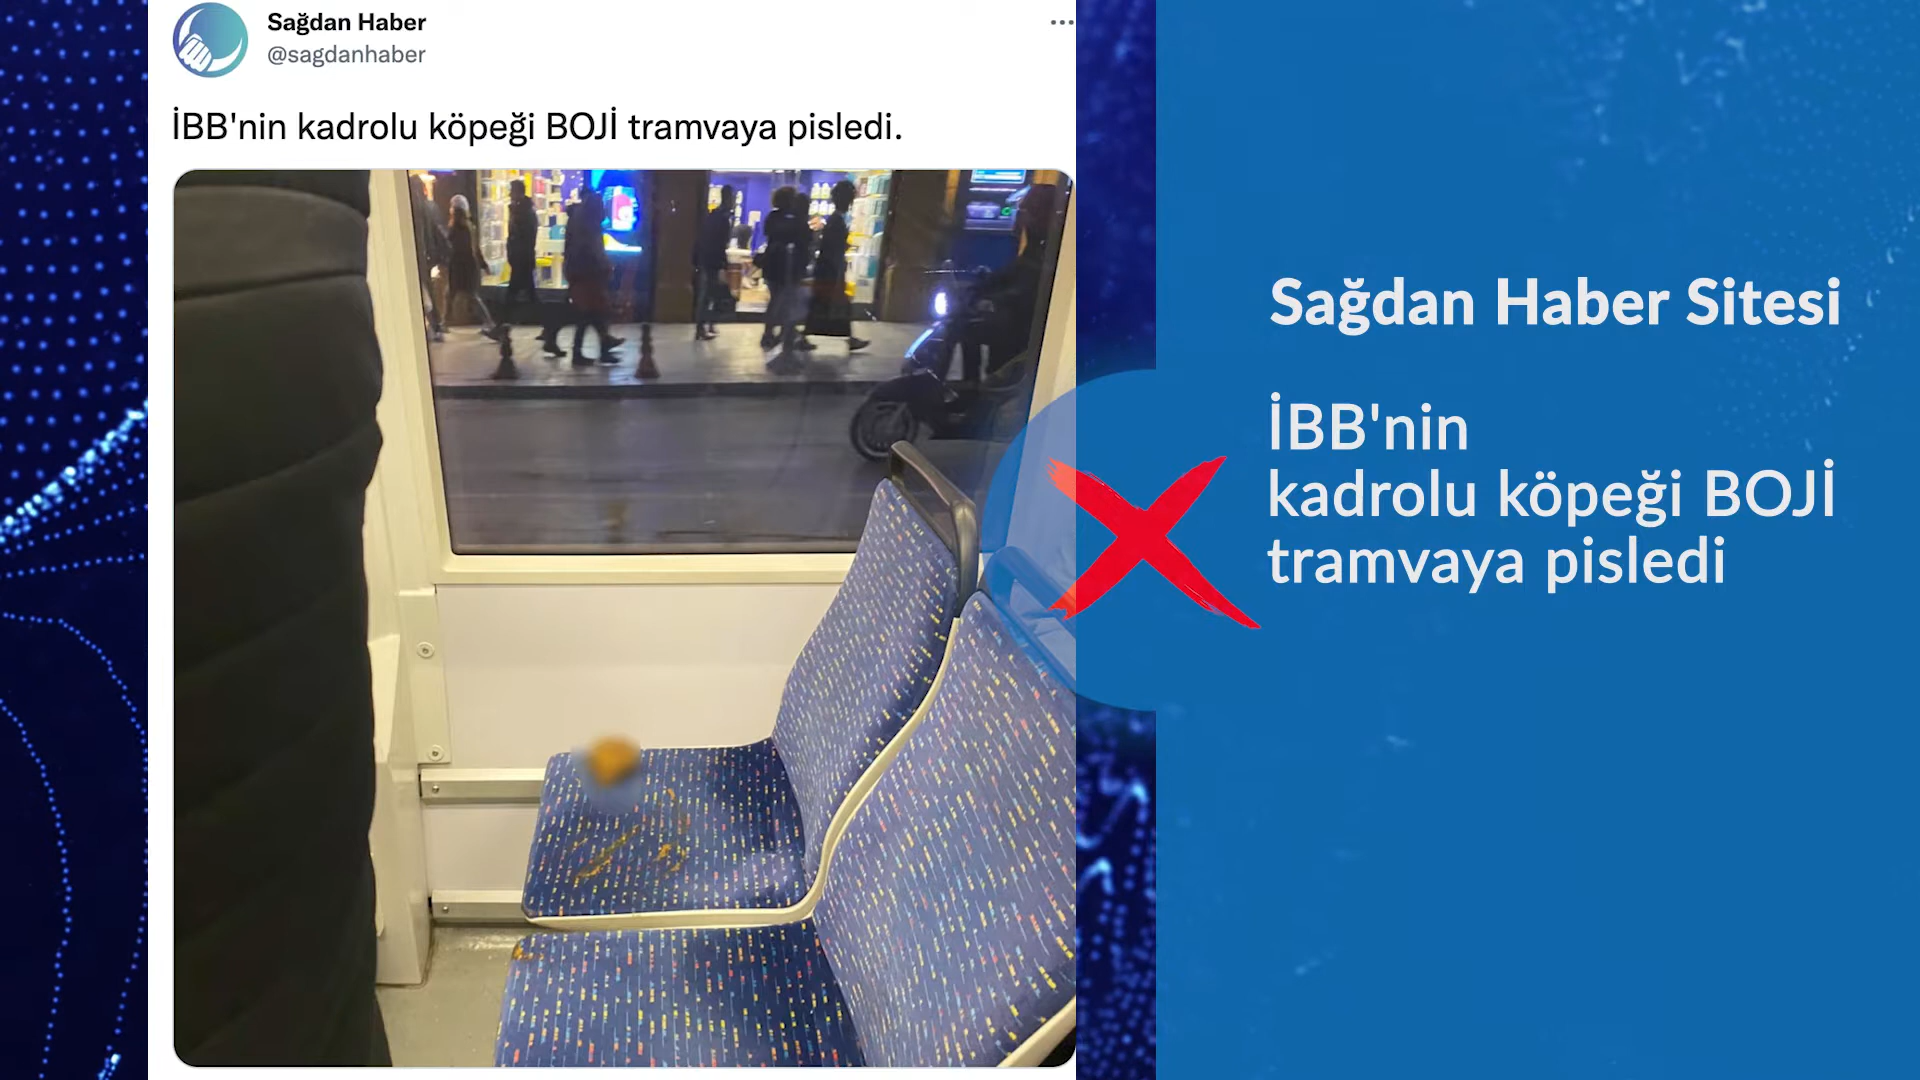 Sağdan Haber
@sagdanhaber
İBB'nin kadrolu köpeği BOJİ tramvaya pisledi.
Sağdan Haber Sitesi
İBB'nin
kadrolu köpeği BOJİ
tramvaya pisledi